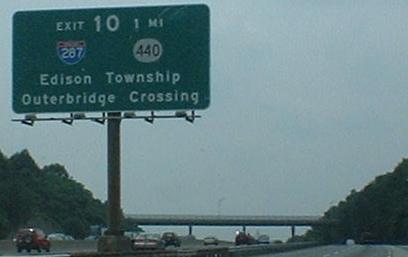 EXIT 10 1 MI
287 440
Edison Township
Outerbridge Crossing